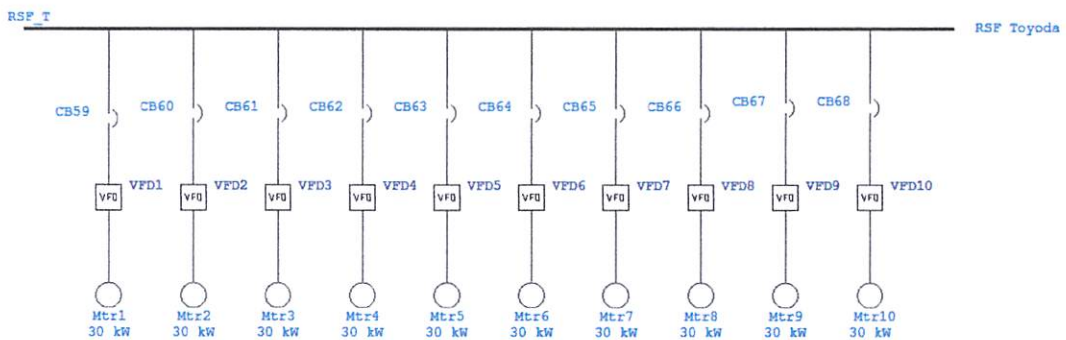 RSF_T
RSF Toyoda
CB59 CB60 CB61 CB62 CB63 CB64 CB65 CB66 CB67 CB68
VFD1 VFD2 VFD3 VFD4 VFD5 VFD6 VFD7 VFD8 VFD9 VFD10
VFD VFD VFD VFD VFD VFD VFD VFD VFD VFD
Mtr1 Mtr2 Mtr3 Mtr4 Mtr5 Mtr6 Mtr7 Mtr8 Mtr9 Mtr10
30 kW 30 kW 30 kW 30 kW 30 kW 30 kW 30 kW 30 kW 30 kW 30 kW